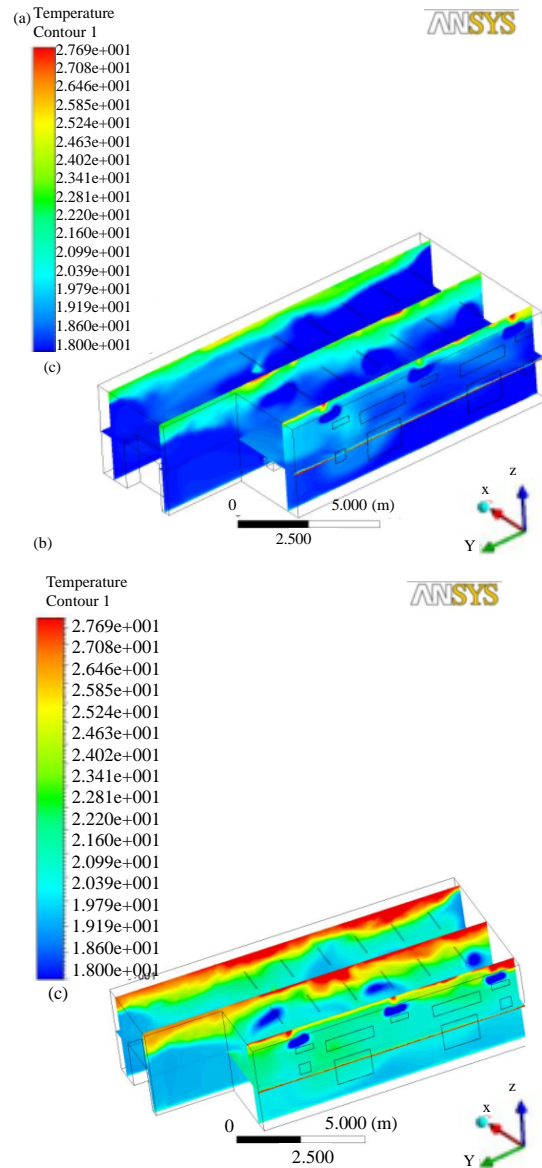 (a) Temperature
Contour 1
ANSYS
2.769e+001
2.708e+001
2.646e+001
2.585e+001
2.524e+001
2.463e+001
2.402e+001
2.281e+001
2.220e+001
2.160e+001
2.099e+001
2.039e+001
1.979e+001
1.919e+001
1.860e+001
1.800e+001
(c)
0 5.000 (m)
2.500
z
x
Y
(b)
Temperature
Contour 1
ANSYS
2.769e+001
2.708e+001
2.646e+001
2.585e+001
2.524e+001
2.463e+001
2.402e+001
2.341e+001
2.281e+001
2.220e+001
2.160e+001
2.099e+001
2.039e+001
1.979e+001
1.919e+001
1.860e+001
1.800e+001
(c)
0 5.000 (m)
2.500
z
x
Y